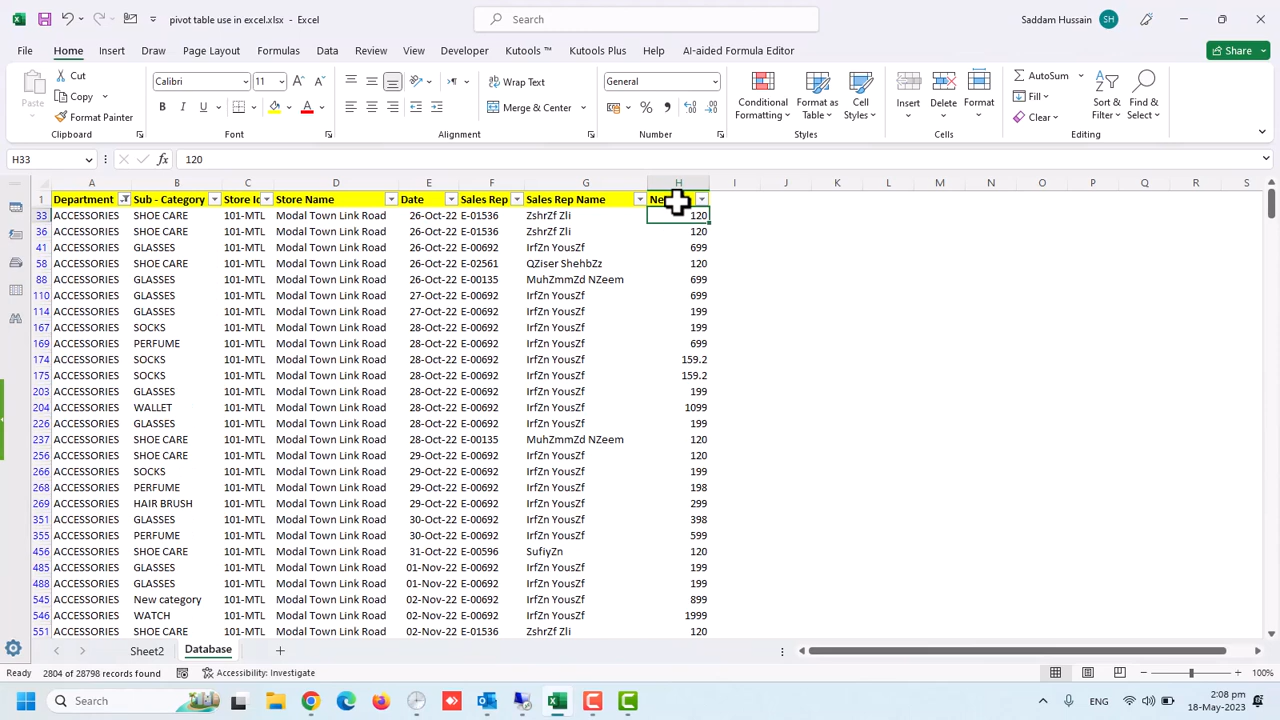 pivot table use in excel.xlsx - Excel
Search
Saddam Hussain SH
File Home Insert Draw Page Layout Formulas Data Review View Developer Kutools ™ Kutools Plus Help AI-aided Formula Editor Share
Paste Cut Copy Format Painter Clipboard
Calibri 11 Font
Wrap Text Merge & Center Alignment
General Number
Conditional Formatting Format as Table Cell Styles Styles
Insert Delete Format Cells
AutoSum Fill Clear Sort & Filter Find & Select Editing
H33 fx 120
A B C D E F G H I J K L M N O P Q R S
1 Department Sub - Category Store Ic Store Name Date Sales Rep Sales Rep Name Ne
33 ACCESSORIES SHOE CARE 101-MTL Modal Town Link Road 26-Oct-22 E-01536 ZshrZf Zli 120
36 ACCESSORIES SHOE CARE 101-MTL Modal Town Link Road 26-Oct-22 E-01536 ZshrZf Zli 120
41 ACCESSORIES GLASSES 101-MTL Modal Town Link Road 26-Oct-22 E-00692 IrfZn YousZf 699
58 ACCESSORIES SHOE CARE 101-MTL Modal Town Link Road 26-Oct-22 E-02561 QZiser ShehbZz 120
88 ACCESSORIES GLASSES 101-MTL Modal Town Link Road 26-Oct-22 E-00135 MuhZmmZd NZeem 699
110 ACCESSORIES GLASSES 101-MTL Modal Town Link Road 27-Oct-22 E-00692 IrfZn YousZf 699
114 ACCESSORIES GLASSES 101-MTL Modal Town Link Road 27-Oct-22 E-00692 IrfZn YousZf 199
167 ACCESSORIES SOCKS 101-MTL Modal Town Link Road 28-Oct-22 E-00692 IrfZn YousZf 199
169 ACCESSORIES PERFUME 101-MTL Modal Town Link Road 28-Oct-22 E-00692 IrfZn YousZf 699
174 ACCESSORIES SOCKS 101-MTL Modal Town Link Road 28-Oct-22 E-00692 IrfZn YousZf 159.2
175 ACCESSORIES SOCKS 101-MTL Modal Town Link Road 28-Oct-22 E-00692 IrfZn YousZf 159.2
203 ACCESSORIES GLASSES 101-MTL Modal Town Link Road 28-Oct-22 E-00692 IrfZn YousZf 199
204 ACCESSORIES WALLET 101-MTL Modal Town Link Road 28-Oct-22 E-00692 IrfZn YousZf 1099
226 ACCESSORIES GLASSES 101-MTL Modal Town Link Road 28-Oct-22 E-00692 IrfZn YousZf 199
237 ACCESSORIES SHOE CARE 101-MTL Modal Town Link Road 28-Oct-22 E-00135 MuhZmmZd NZeem 120
256 ACCESSORIES SHOE CARE 101-MTL Modal Town Link Road 29-Oct-22 E-00692 IrfZn YousZf 120
266 ACCESSORIES SOCKS 101-MTL Modal Town Link Road 29-Oct-22 E-00692 IrfZn YousZf 199
268 ACCESSORIES PERFUME 101-MTL Modal Town Link Road 29-Oct-22 E-00692 IrfZn YousZf 198
269 ACCESSORIES HAIR BRUSH 101-MTL Modal Town Link Road 29-Oct-22 E-00692 IrfZn YousZf 299
351 ACCESSORIES GLASSES 101-MTL Modal Town Link Road 30-Oct-22 E-00692 IrfZn YousZf 398
355 ACCESSORIES PERFUME 101-MTL Modal Town Link Road 30-Oct-22 E-00692 IrfZn YousZf 599
456 ACCESSORIES SHOE CARE 101-MTL Modal Town Link Road 31-Oct-22 E-00596 SufiyZn 120
485 ACCESSORIES GLASSES 101-MTL Modal Town Link Road 01-Nov-22 E-00692 IrfZn YousZf 199
488 ACCESSORIES GLASSES 101-MTL Modal Town Link Road 01-Nov-22 E-00692 IrfZn YousZf 199
545 ACCESSORIES New category 101-MTL Modal Town Link Road 02-Nov-22 E-00692 IrfZn YousZf 899
546 ACCESSORIES WATCH 101-MTL Modal Town Link Road 02-Nov-22 E-00692 IrfZn YousZf 1999
551 ACCESSORIES SHOE CARE 101-MTL Modal Town Link Road 02-Nov-22 E-01536 ZshrZf Zli 120
Sheet2 Database
Ready 2804 of 28798 records found Accessibility: Investigate 100%
Search ENG 2:08 pm
18-May-2023